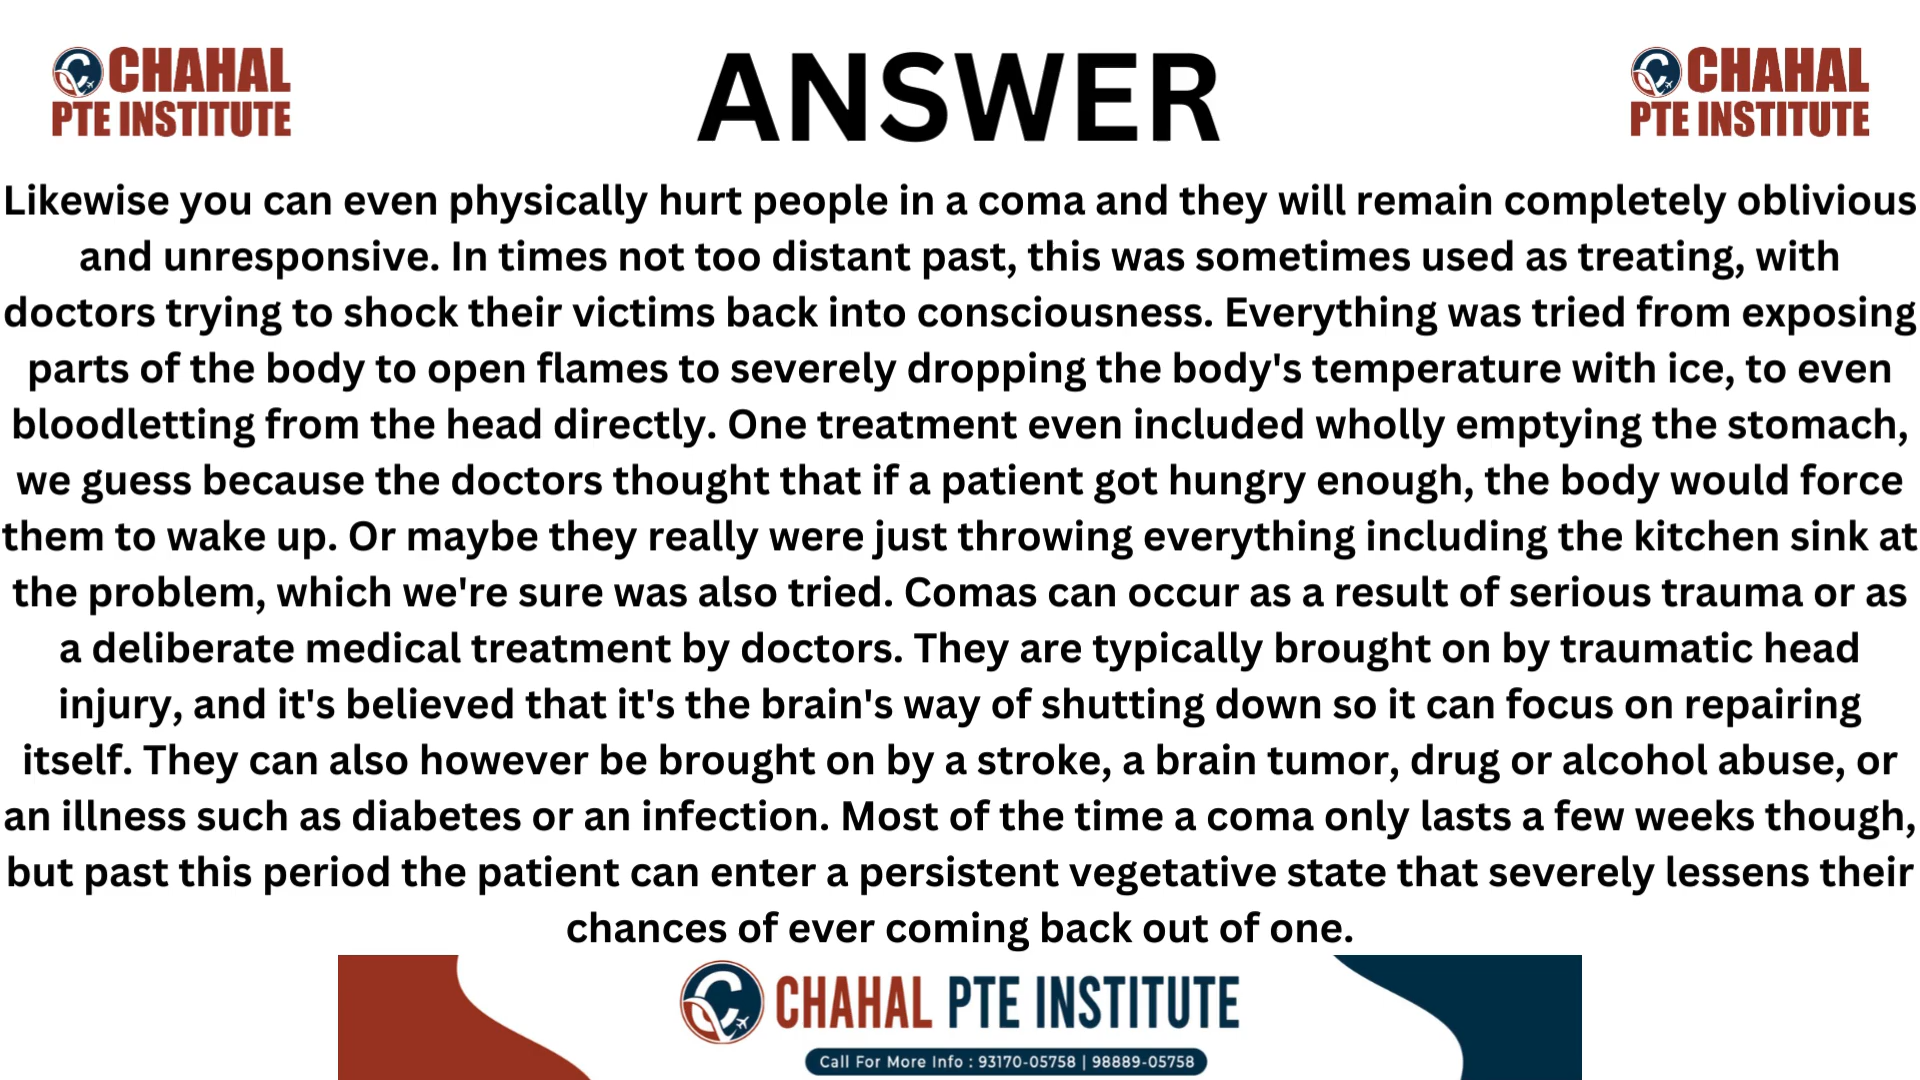 CHAHAL
PTE INSTITUTE
ANSWER
CHAHAL
PTE INSTITUTE
Likewise you can even physically hurt people in a coma and they will remain completely oblivious
and unresponsive. In times not too distant past, this was sometimes used as treating, with
doctors trying to shock their victims back into consciousness. Everything was tried from exposing
parts of the body to open flames to severely dropping the body's temperature with ice, to even
bloodletting from the head directly. One treatment even included wholly emptying the stomach,
we guess because the doctors thought that if a patient got hungry enough, the body would force
them to wake up. Or maybe they really were just throwing everything including the kitchen sink at
the problem, which we're sure was also tried. Comas can occur as a result of serious trauma or as
a deliberate medical treatment by doctors. They are typically brought on by traumatic head
injury, and it's believed that it's the brain's way of shutting down so it can focus on repairing
itself. They can also however be brought on by a stroke, a brain tumor, drug or alcohol abuse, or
an illness such as diabetes or an infection. Most of the time a coma only lasts a few weeks though,
but past this period the patient can enter a persistent vegetative state that severely lessens their
chances of ever coming back out of one.
CHAHAL PTE INSTITUTE
Call For More Info : 93170-05758 | 98889-05758